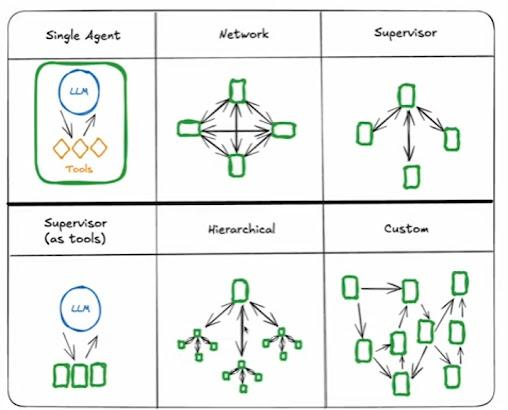 Single Agent
Network
Supervisor
LLM
Tools
Supervisor
(as tools)
Hierarchical
Custom
LLM